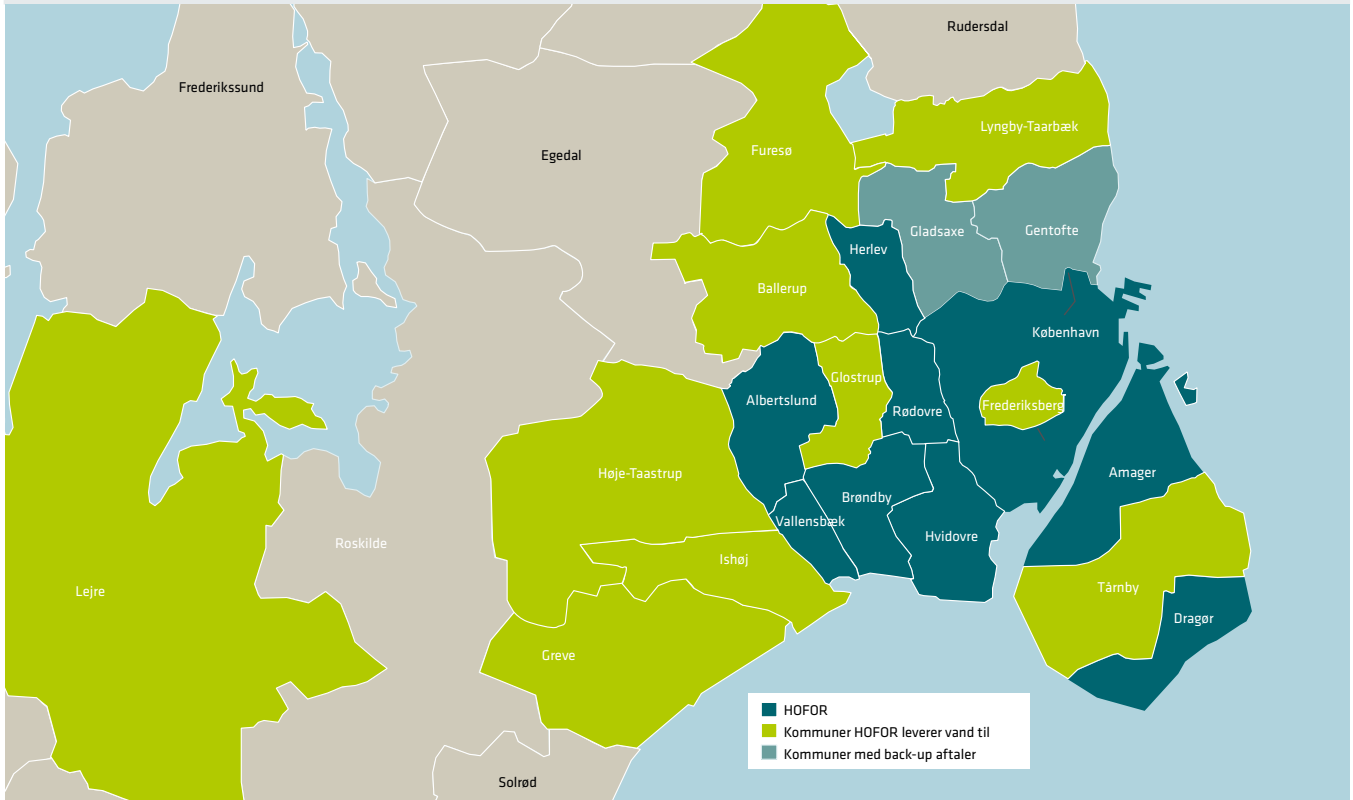 Rudersdal
Frederikssund
Lyngby-Taarbæk
Furesø
Egedal
Gladsaxe
Gentofte
Herlev
Ballerup
København
Glostrup
Albertslund
Frederiksberg
Rødovre
Høje-Taastrup
Amager
Brøndby
Vallensbæk
Hvidovre
Roskilde
Ishøj
Lejre
Tårnby
Dragør
Greve
HOFOR
Kommuner HOFOR leverer vand til
Kommuner med back-up aftaler
Solrød